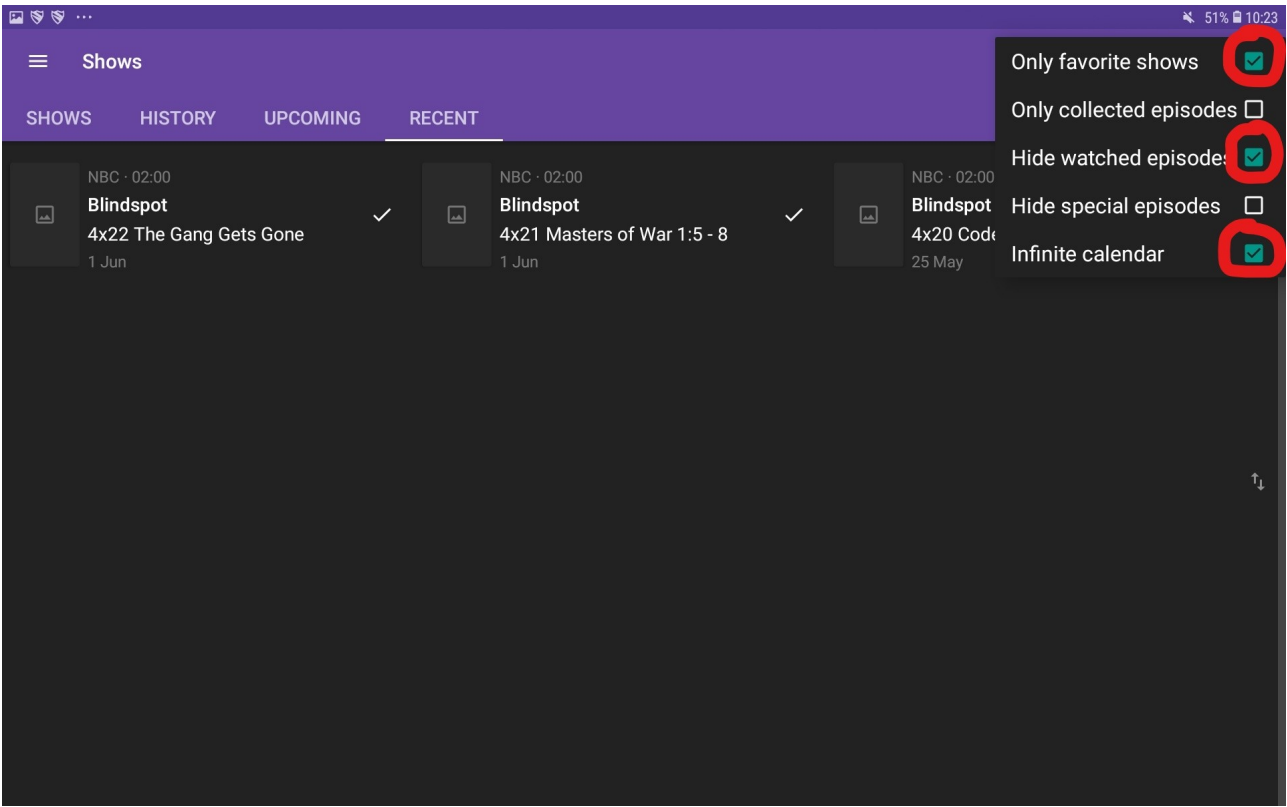 51% 10:23
Shows
SHOWS HISTORY UPCOMING RECENT
Only favorite shows
Only collected episodes
Hide watched episodes
Hide special episodes
Infinite calendar
NBC · 02:00
Blindspot
4x22 The Gang Gets Gone
1 Jun
NBC · 02:00
Blindspot
4x21 Masters of War 1:5 - 8
1 Jun
NBC · 02:00
Blindspot
4x20 Code
25 May